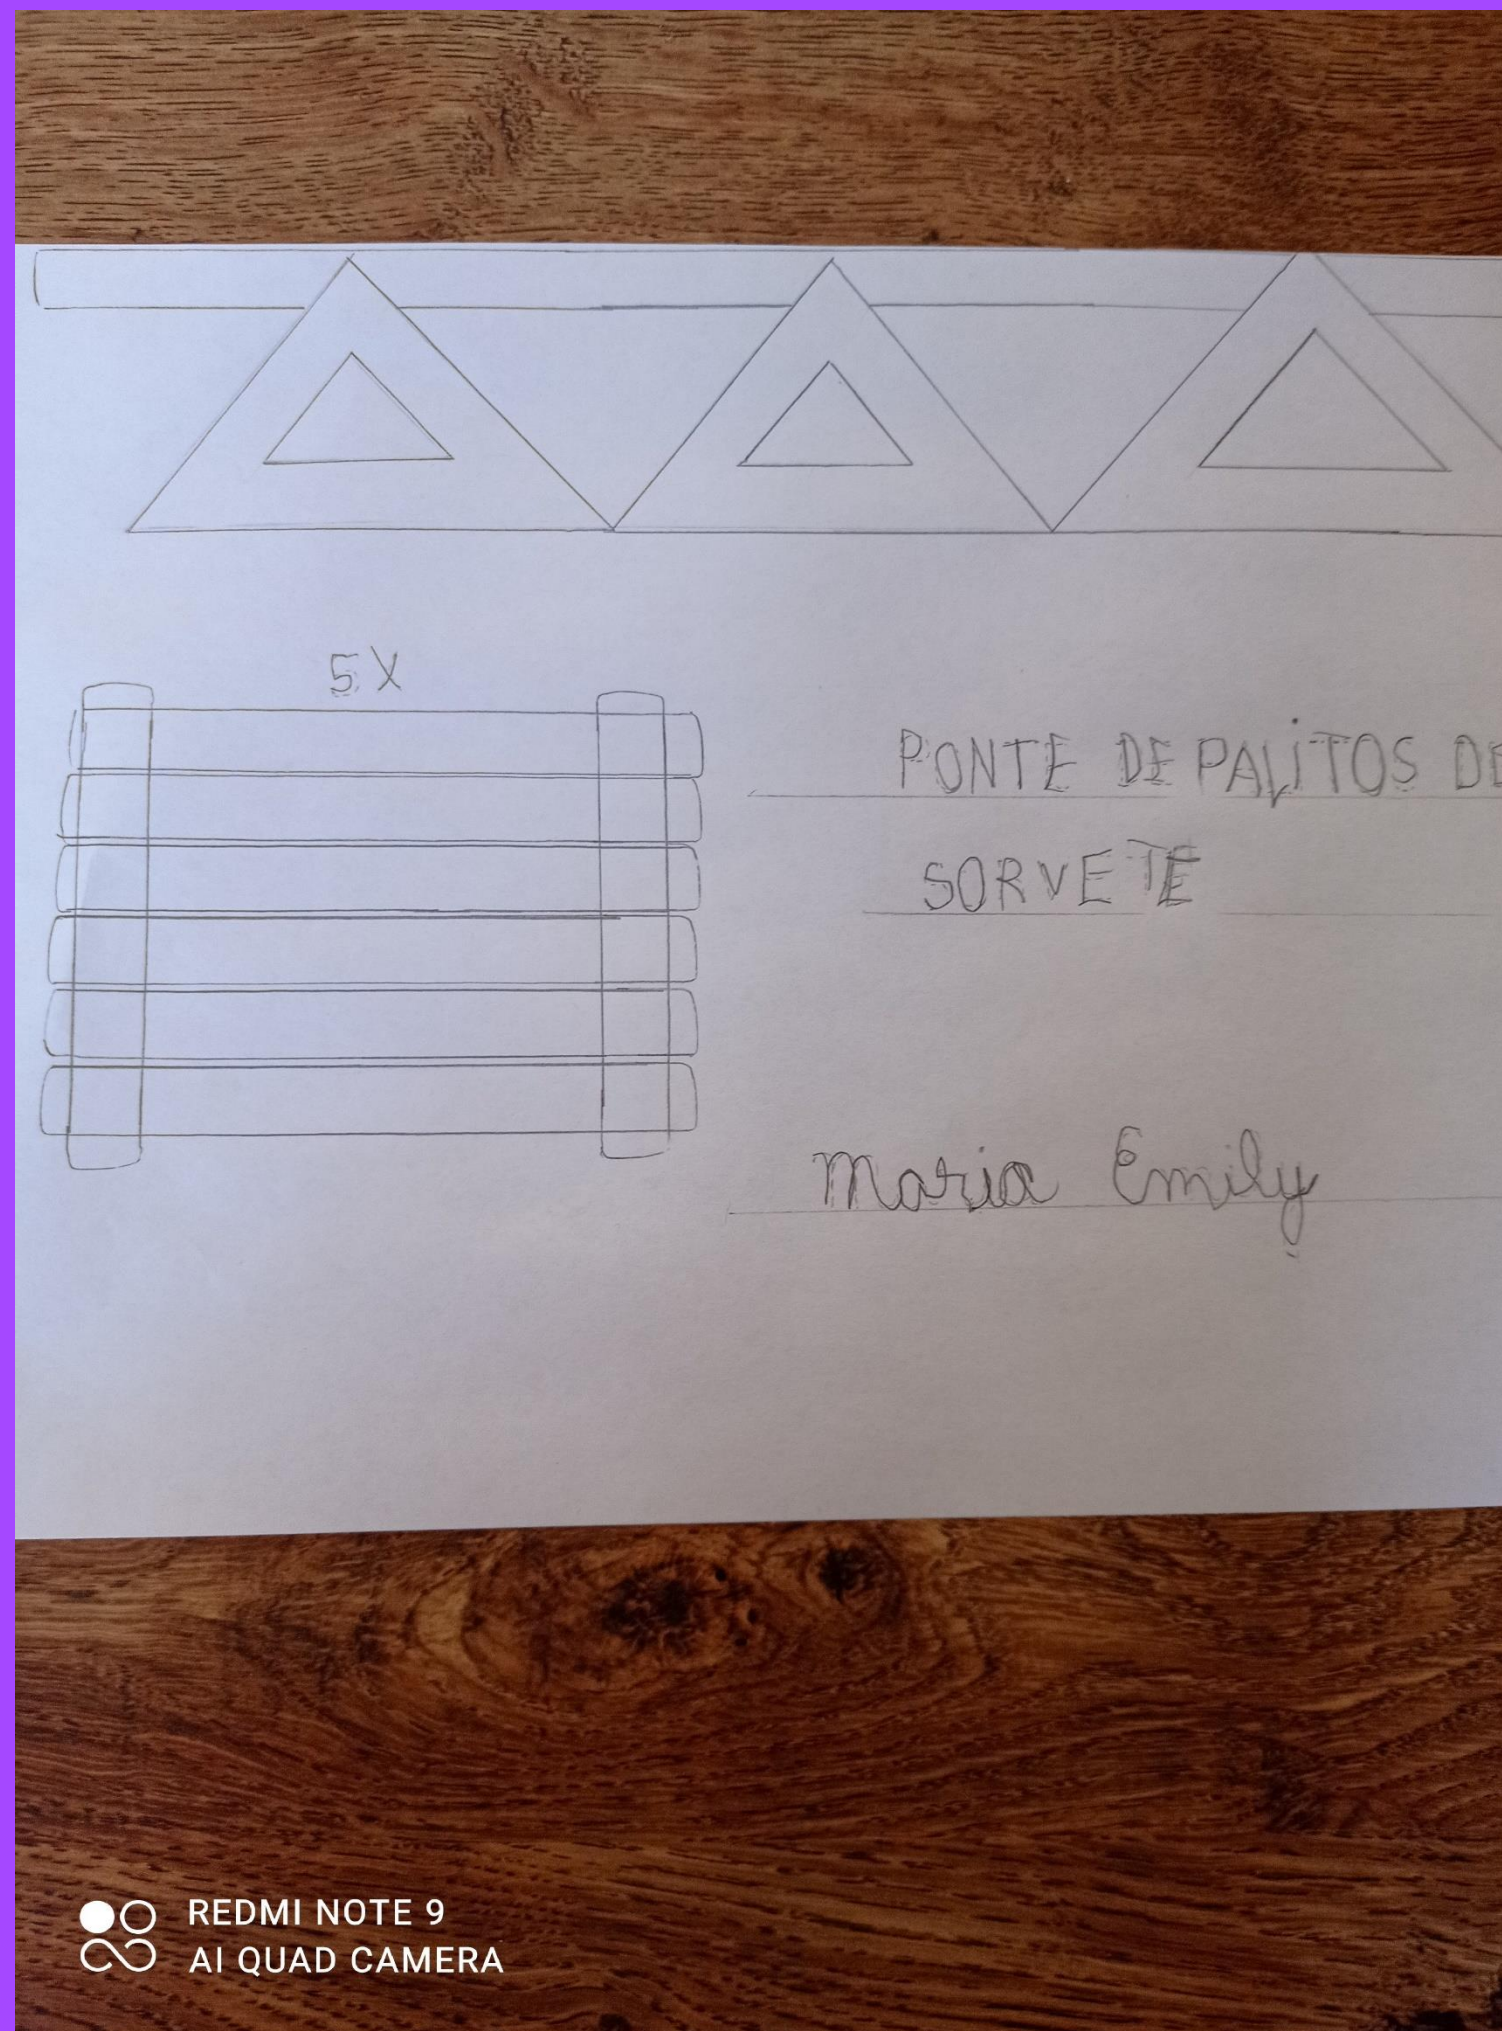 5X
PONTE DE PALITOS DE
SORVETE
Maria Emily
REDMI NOTE 9
AI QUAD CAMERA